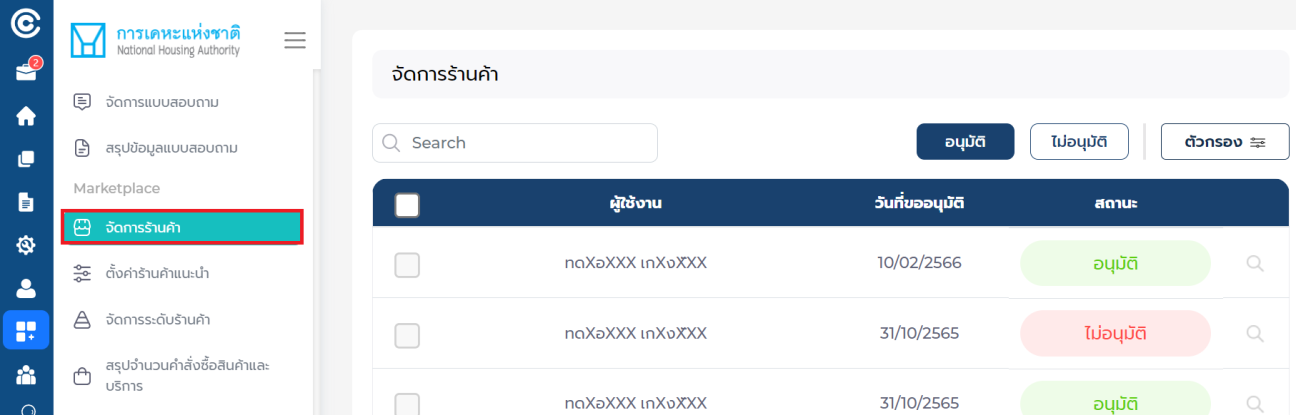 การเคหะแห่งชาติ
National Housing Authority
2
จัดการแบบสอบถาม
สรุปข้อมูลแบบสอบถาม
Marketplace
จัดการร้านค้า
ตั้งค่าร้านค้าแนะนำ
จัดการระดับร้านค้า
สรุปจำนวนคำสั่งซื้อสินค้าและ
บริการ
จัดการร้านค้า
Search
อนุมัติ
ไม่อนุมัติ
ตัวกรอง
ผู้ใช้งาน วันที่ขออนุมัติ สถานะ
ทดXอXXX เกXงXXX 10/02/2566 อนุมัติ
ทดXอXXX เกXงXXX 31/10/2565 ไม่อนุมัติ
ทดXอXXX เกXงXXX 31/10/2565 อนุมัติ